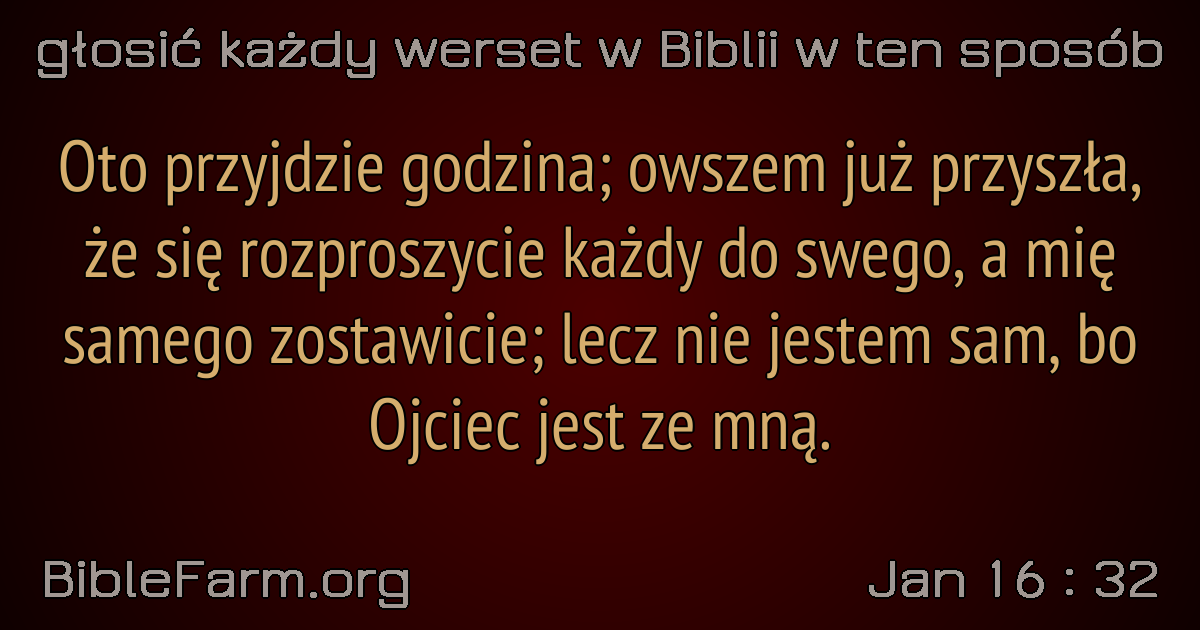 głosić każdy werset w Biblii w ten sposób
Oto przyjdzie godzina; owszem już przyszła,
że się rozproszycie każdy do swego, a mię
samego zostawicie; lecz nie jestem sam, bo
Ojciec jest ze mną.
BibleFarm.org
Jan 16 : 32